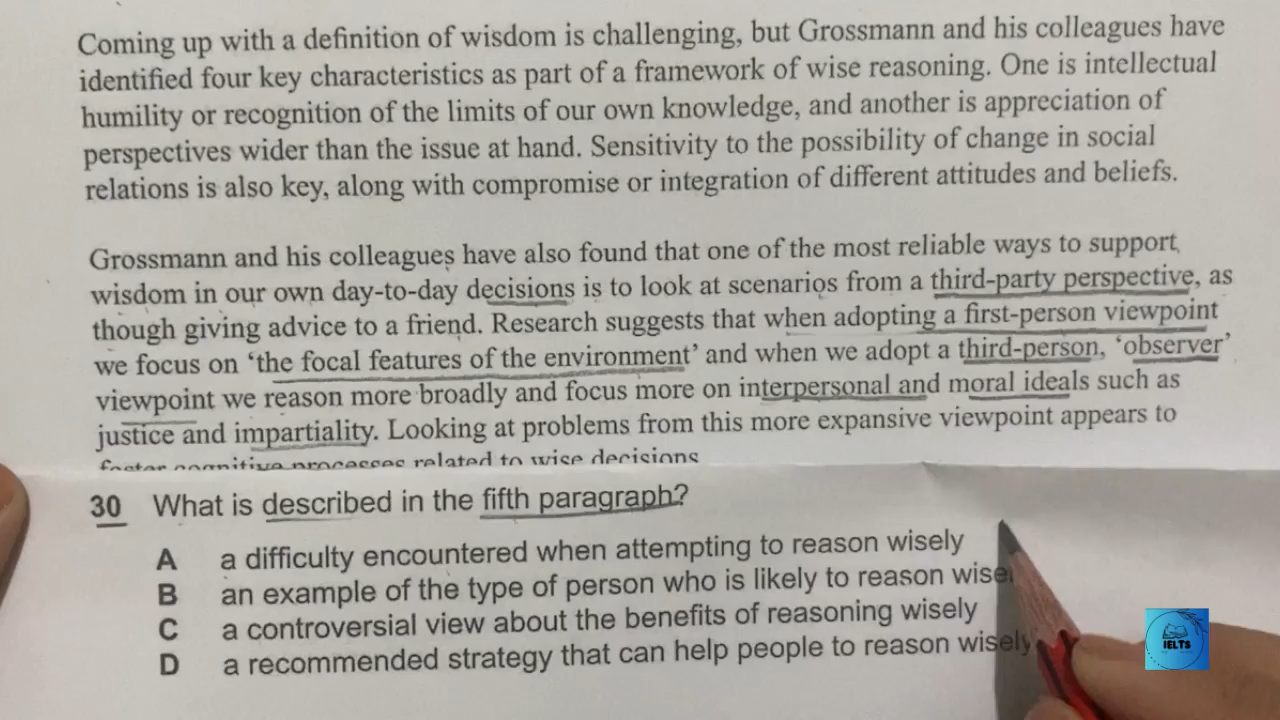 Coming up with a definition of wisdom is challenging, but Grossmann and his colleagues have
identified four key characteristics as part of a framework of wise reasoning. One is intellectual
humility or recognition of the limits of our own knowledge, and another is appreciation of
perspectives wider than the issue at hand. Sensitivity to the possibility of change in social
relations is also key, along with compromise or integration of different attitudes and beliefs.
Grossmann and his colleagues have also found that one of the most reliable ways to support
wisdom in our own day-to-day decisions is to look at scenarios from a third-party perspective, as
though giving advice to a friend. Research suggests that when adopting a first-person viewpoint
we focus on ‘the focal features of the environment’ and when we adopt a third-person, ‘observer’
viewpoint we reason more broadly and focus more on interpersonal and moral ideals such as
justice and impartiality. Looking at problems from this more expansive viewpoint appears to
foster cognitive processes related to wise decisions
30 What is described in the fifth paragraph?
A a difficulty encountered when attempting to reason wisely
B an example of the type of person who is likely to reason wise
C a controversial view about the benefits of reasoning wisely
D a recommended strategy that can help people to reason wisely
IELTS